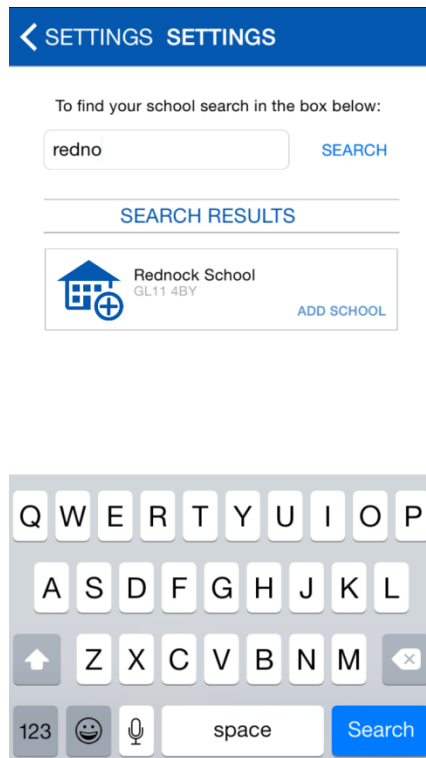 SETTINGS SETTINGS
To find your school search in the box below:
redno SEARCH
SEARCH RESULTS
Rednock School
GL11 4BY
ADD SCHOOL
Q W E R T Y U I O P
A S D F G H J K L
Z X C V B N M
123 space Search